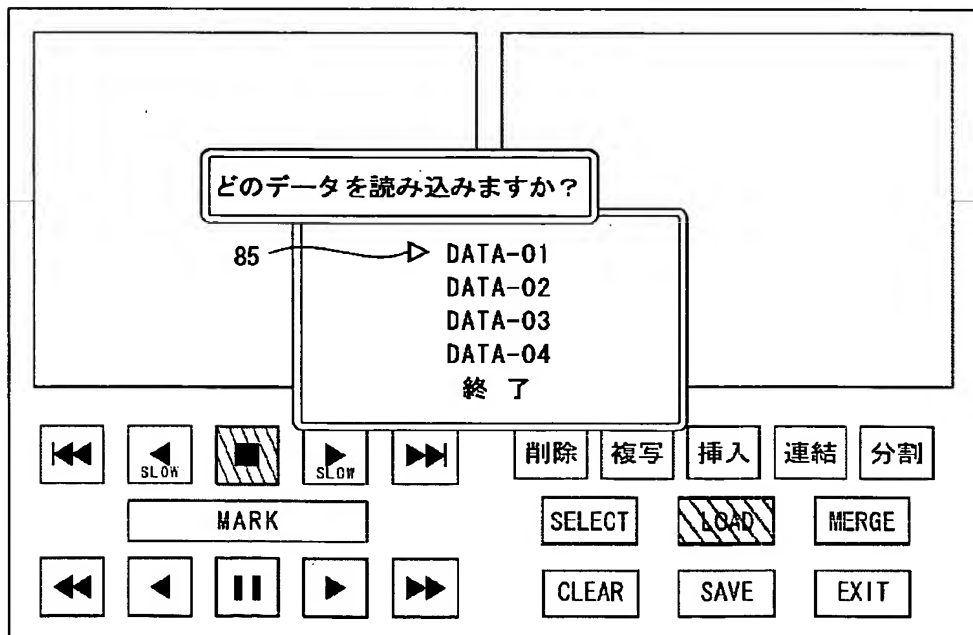 どのデータを読み込みますか？
85
DATA-01
DATA-02
DATA-03
DATA-04
終 了
SLOW
SLOW
削除 複写 挿入 連結 分割
MARK
SELECT LOAD MERGE
CLEAR SAVE EXIT